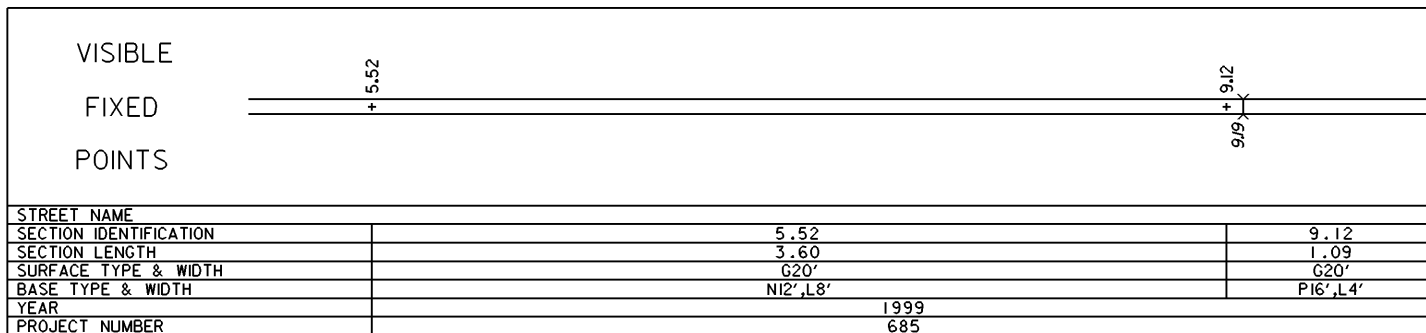 VISIBLE
FIXED
POINTS
+ 5.52
+ 9.12
9.19
STREET NAME
SECTION IDENTIFICATION 5.52 9.12
SECTION LENGTH 3.60 1.09
SURFACE TYPE & WIDTH G20' G20'
BASE TYPE & WIDTH N12',L8' P16',L4'
YEAR 1999
PROJECT NUMBER 685